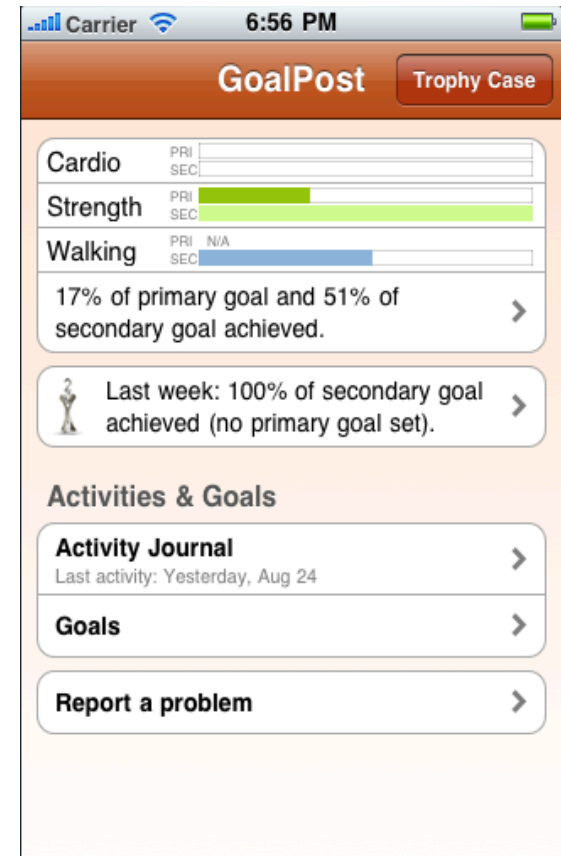 Carrier 6:56 PM
GoalPost Trophy Case
Cardio PRI
SEC
Strength PRI
SEC
Walking PRI N/A
SEC
17% of primary goal and 51% of
secondary goal achieved.
2
Last week: 100% of secondary goal
achieved (no primary goal set).
Activities & Goals
Activity Journal
Last activity: Yesterday, Aug 24
Goals
Report a problem